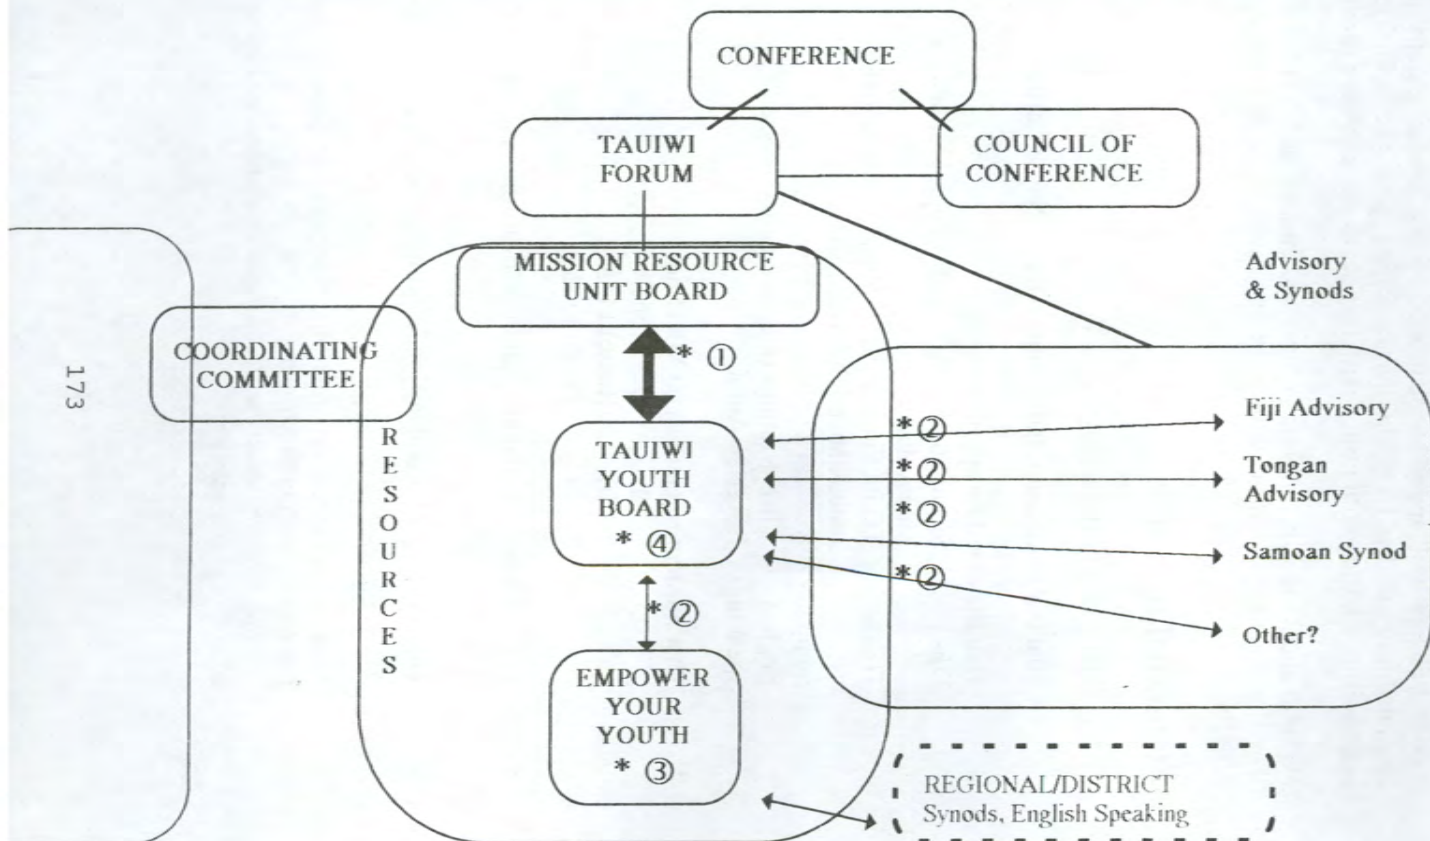 CONFERENCE
TAUIWI
FORUM
COUNCIL OF
CONFERENCE
MISSION RESOURCE
UNIT BOARD
Advisory
& Synods
COORDINATING
COMMITTEE
* ①
173
RESOURCES
TAUIWI
YOUTH
BOARD
* ④
* ②
* ②
* ②
* ②
Fiji Advisory
Tongan
Advisory
Samoan Synod
Other?
* ②
EMPOWER
YOUR
YOUTH
* ③
REGIONAL/DISTRICT
Synods, English Speaking